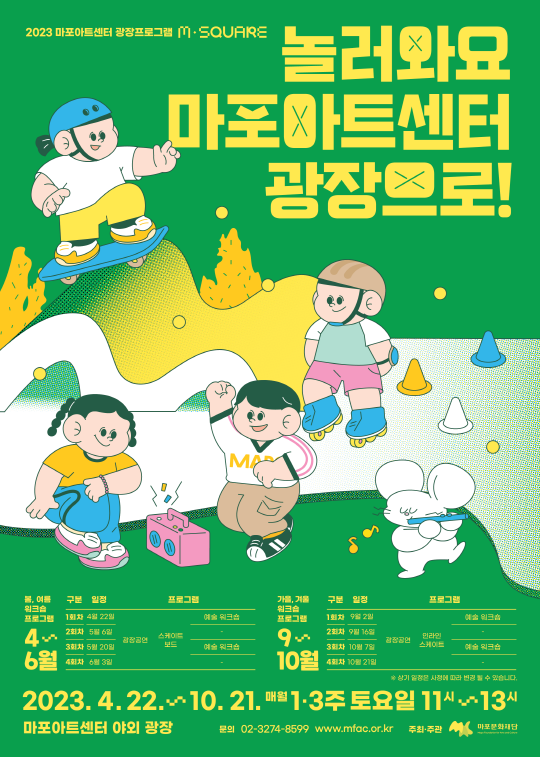 2023 마포아트센터 광장프로그램 M·SQUARE
놀러와요
마포아트센터
광장으로!
MA
봄, 여름
워크숍
프로그램
4~
6월
구분 일정 프로그램
1회차 4월 22일 예술 워크숍
2회차 5월 6일 -
3회차 5월 20일 예술 워크숍
4회차 6월 3일 -
광장공연
스케이트
보드
가을, 겨울
워크숍
프로그램
9~
10월
구분 일정 프로그램
1회차 9월 2일 예술 워크숍
2회차 9월 16일 -
3회차 10월 7일 예술 워크숍
4회차 10월 21일 -
광장공연
인라인
스케이트
※ 상기 일정은 사정에 따라 변경 될 수 있습니다.
2023. 4. 22.~10. 21. 매월 1·3주 토요일 11시~13시
마포아트센터 야외 광장
문의 02-3274-8599 www.mfac.or.kr 주최·주관 마포문화재단